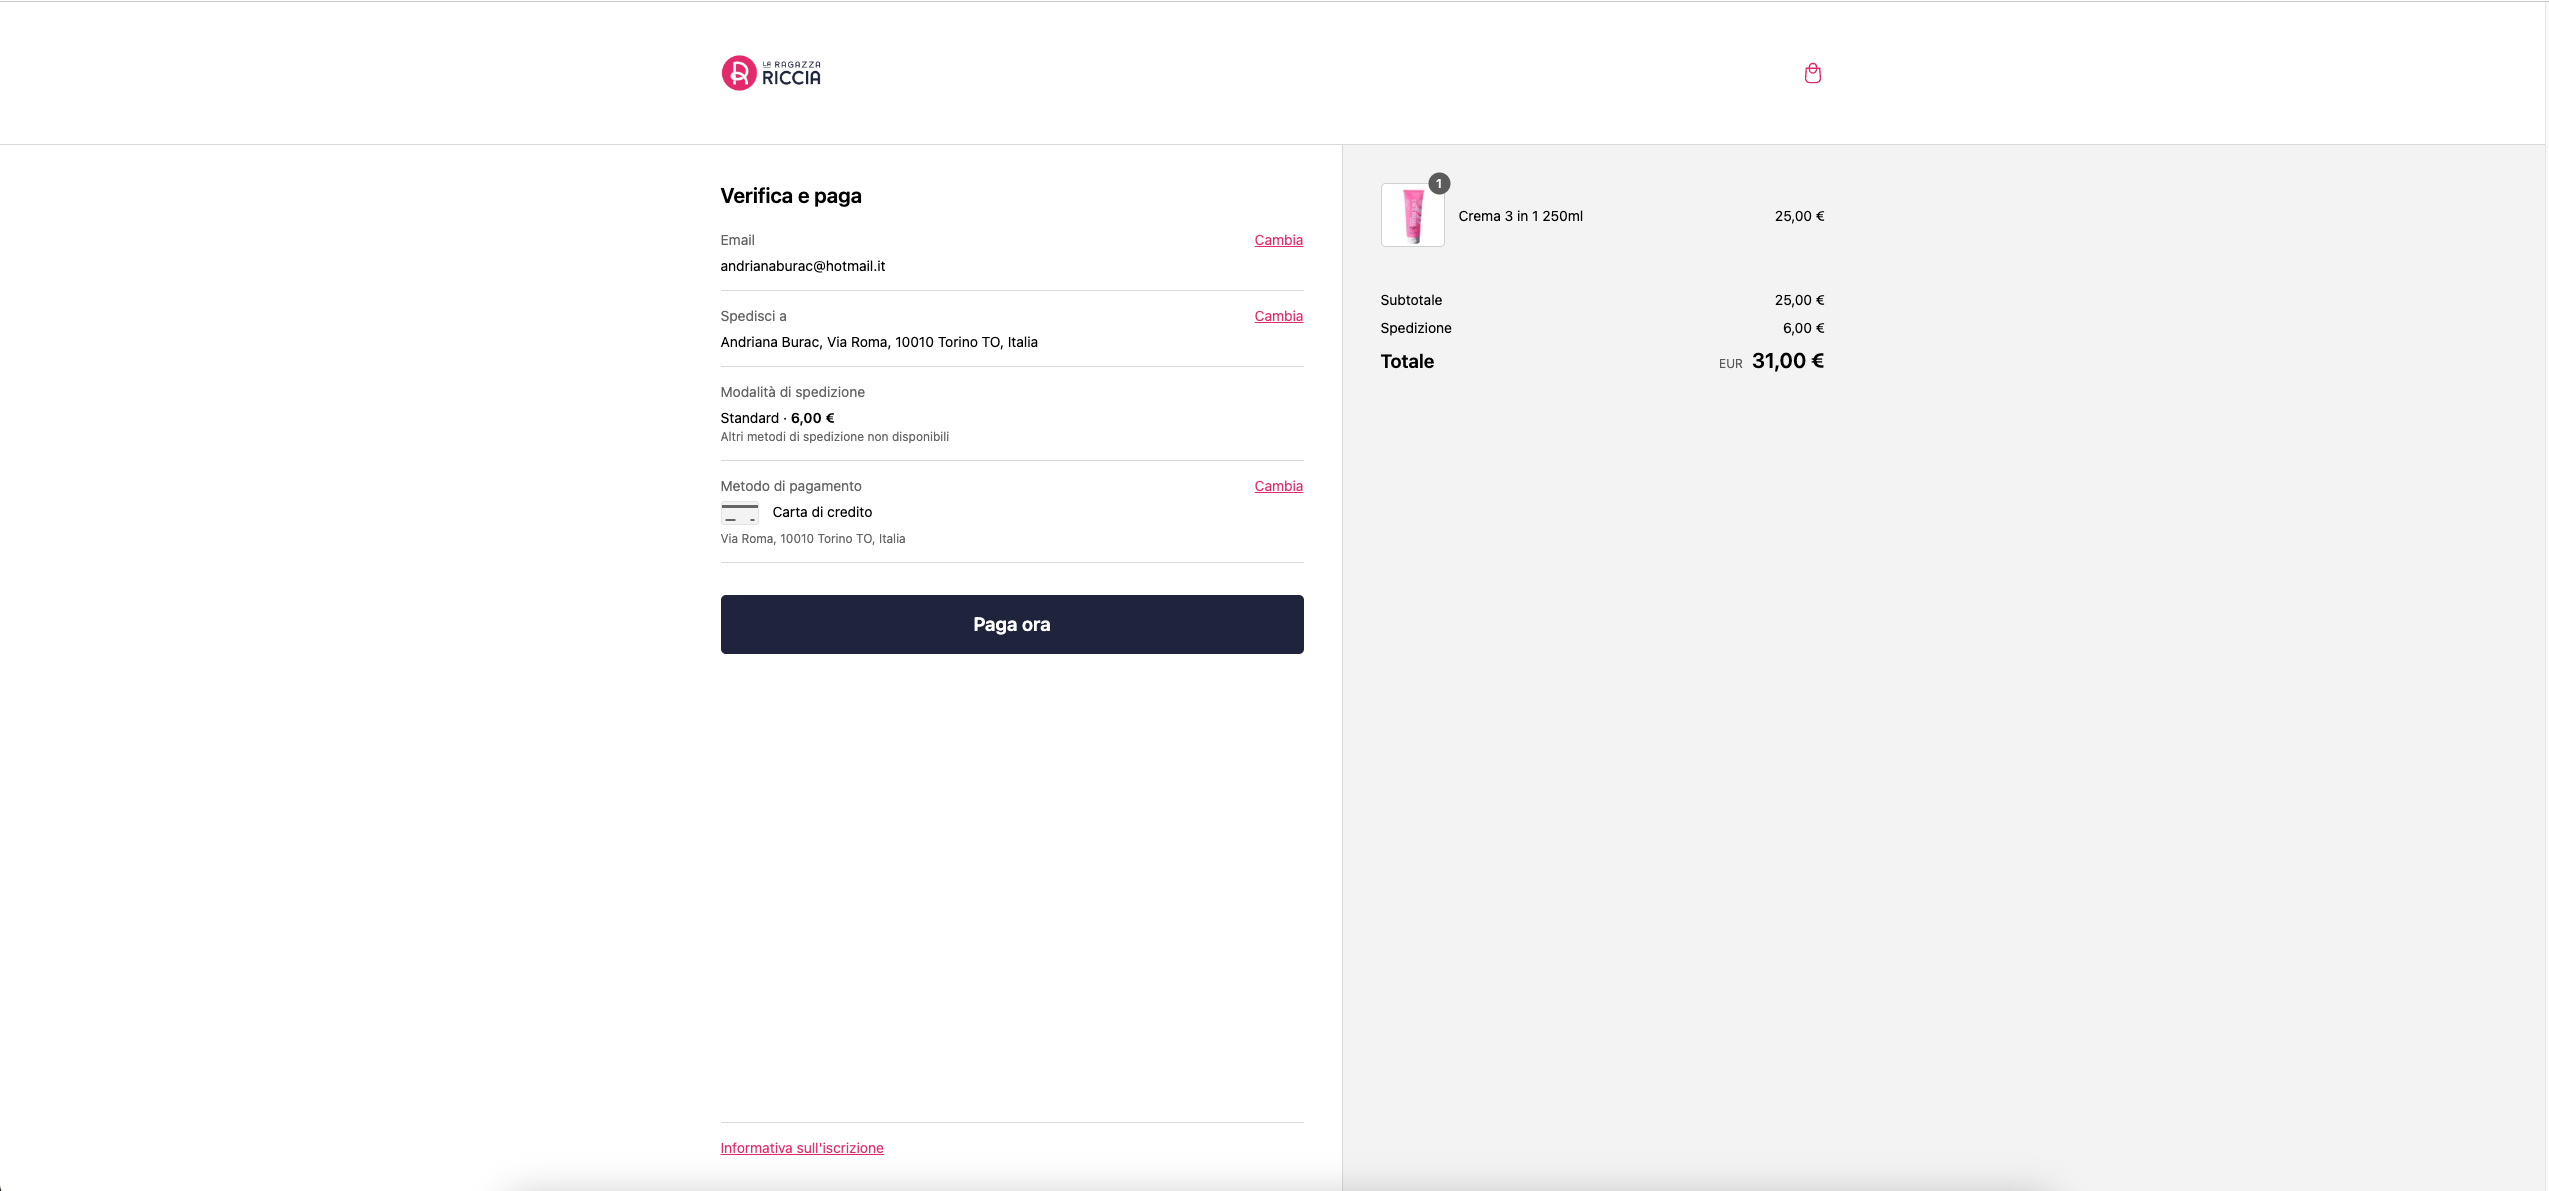 LA RAGAZZA
RICCIA
Verifica e paga
Email
Cambia
andrianaburac@hotmail.it
Spedisci a
Cambia
Andriana Burac, Via Roma, 10010 Torino TO, Italia
Modalità di spedizione
Standard · 6,00 €
Altri metodi di spedizione non disponibili
Metodo di pagamento
Cambia
Carta di credito
Via Roma, 10010 Torino TO, Italia
Paga ora
Informativa sull'iscrizione
1
Crema 3 in 1 250ml
25,00 €
Subtotale
25,00 €
Spedizione
6,00 €
Totale
EUR 31,00 €